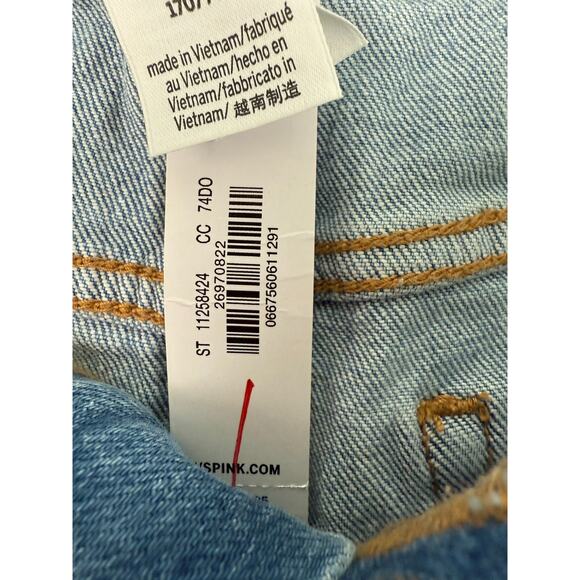 made in Vietnam/fabriqué
au Vietnam/hecho en
Vietnam/fabbricato in
Vietnam/ 越南制造
ST 11258424 CC 74DO
26970822
0667560611291
VSPINK.COM